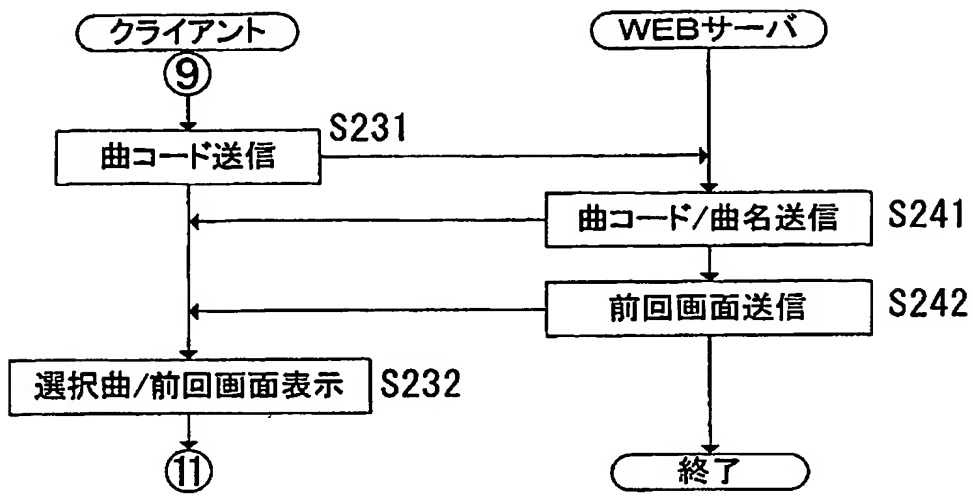 クライアント
WEBサーバ
⑨
S231
曲コード送信
曲コード/曲名送信
S241
前回画面送信
S242
選択曲/前回画面表示
S232
⑪
終了